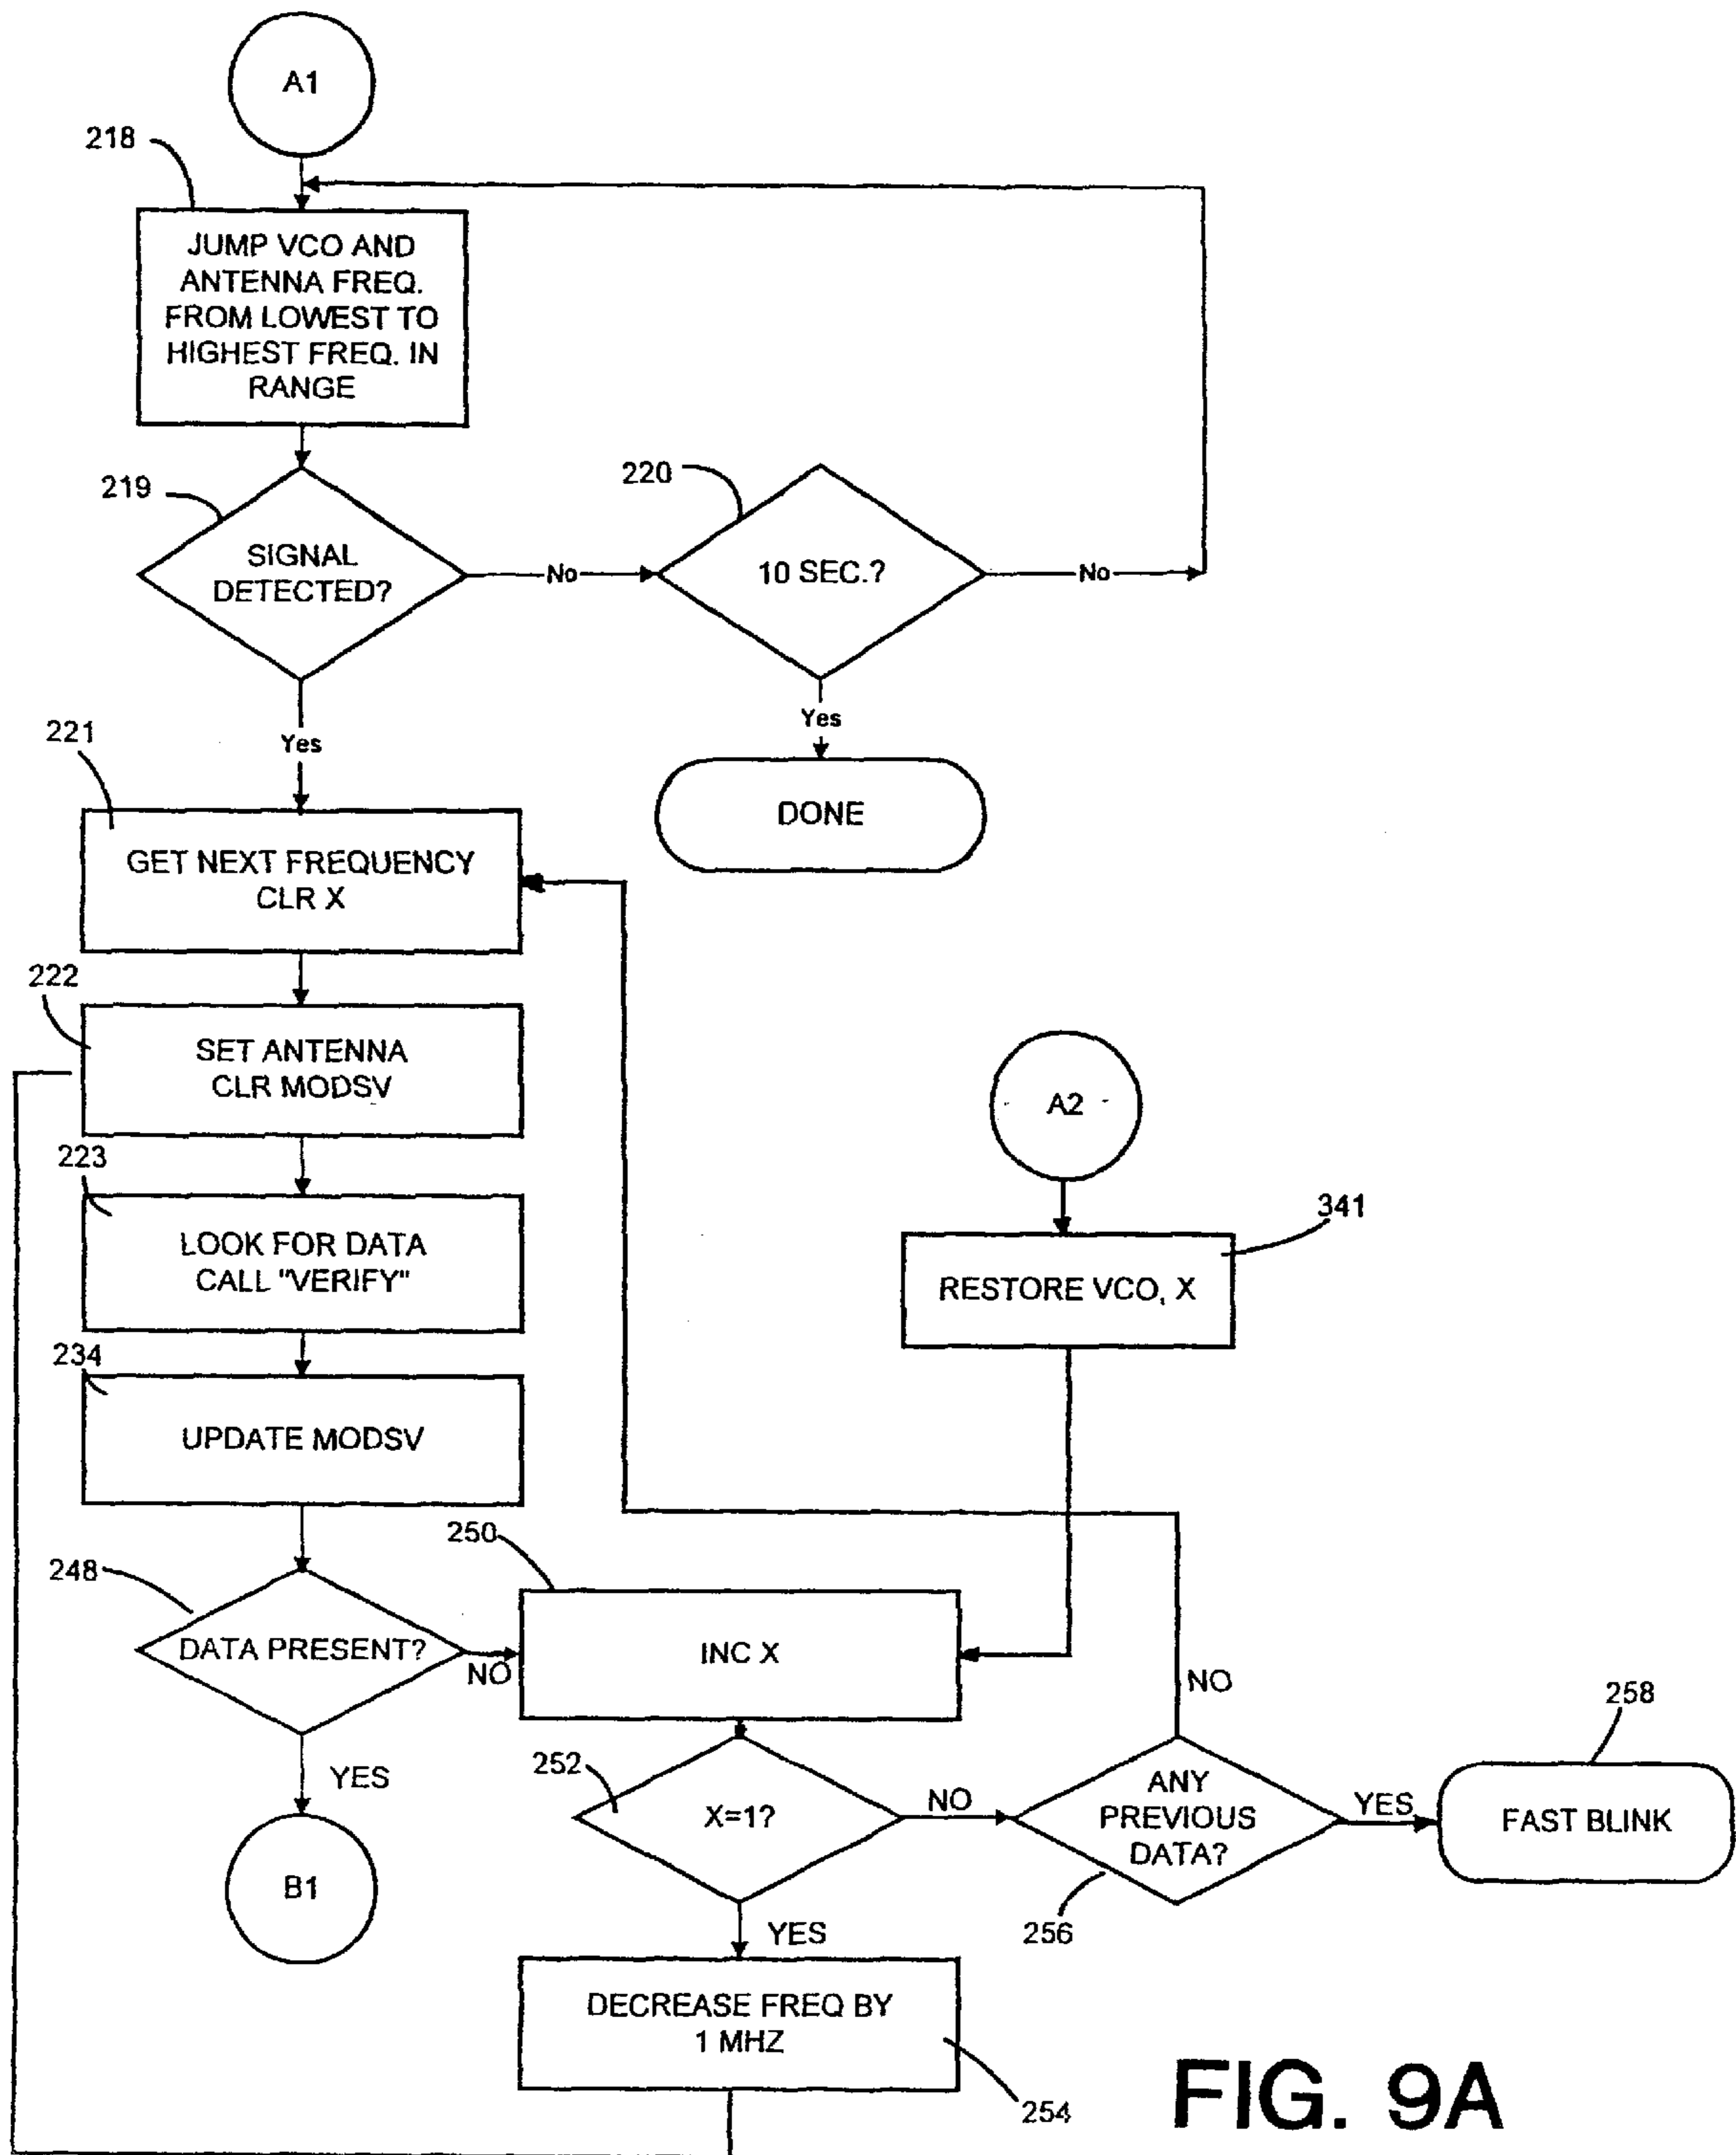 A1
218
JUMP VCO AND
ANTENNA FREQ.
FROM LOWEST TO
HIGHEST FREQ. IN
RANGE
219
SIGNAL
DETECTED?
No
220
10 SEC.?
No
Yes
Yes
DONE
221
GET NEXT FREQUENCY
CLR X
222
SET ANTENNA
CLR MODSV
A2
223
LOOK FOR DATA
CALL "VERIFY"
341
RESTORE VCO, X
234
UPDATE MODSV
248
DATA PRESENT?
NO
250
INC X
NO
YES
B1
252
X=1?
NO
ANY
PREVIOUS
DATA?
256
YES
258
FAST BLINK
YES
DECREASE FREQ BY
1 MHZ
254
FIG. 9A